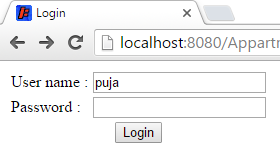 Login
localhost:8080/Appartm
User name : puja
Password :
Login